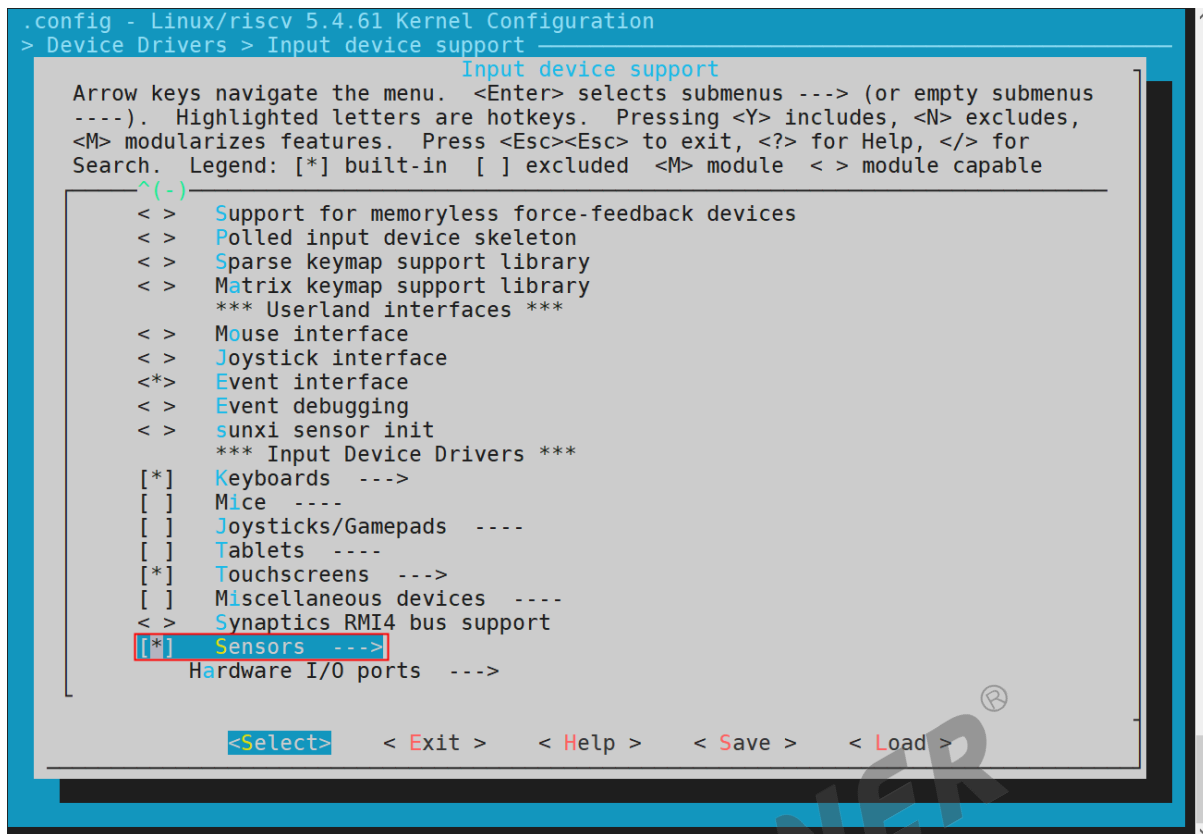 .config - Linux/riscv 5.4.61 Kernel Configuration
> Device Drivers > Input device support
Input device support
Arrow keys navigate the menu.  <Enter> selects submenus ---> (or empty submenus
----).  Highlighted letters are hotkeys.  Pressing <Y> includes, <N> excludes,
<M> modularizes features.  Press <Esc><Esc> to exit, <?> for Help, </> for
Search.  Legend: [*] built-in  [ ] excluded  <M> module  < > module capable
^(-)
< >   Support for memoryless force-feedback devices
< >   Polled input device skeleton
< >   Sparse keymap support library
< >   Matrix keymap support library
*** Userland interfaces ***
< >   Mouse interface
< >   Joystick interface
<*>   Event interface
< >   Event debugging
< >   sunxi sensor init
*** Input Device Drivers ***
[*]   Keyboards  --->
[ ]   Mice  ----
[ ]   Joysticks/Gamepads  ----
[ ]   Tablets  ----
[*]   Touchscreens  --->
[ ]   Miscellaneous devices  ----
< >   Synaptics RMI4 bus support
[*]   Sensors  --->
Hardware I/O ports  --->
<Select>    < Exit >    < Help >    < Save >    < Load >
®